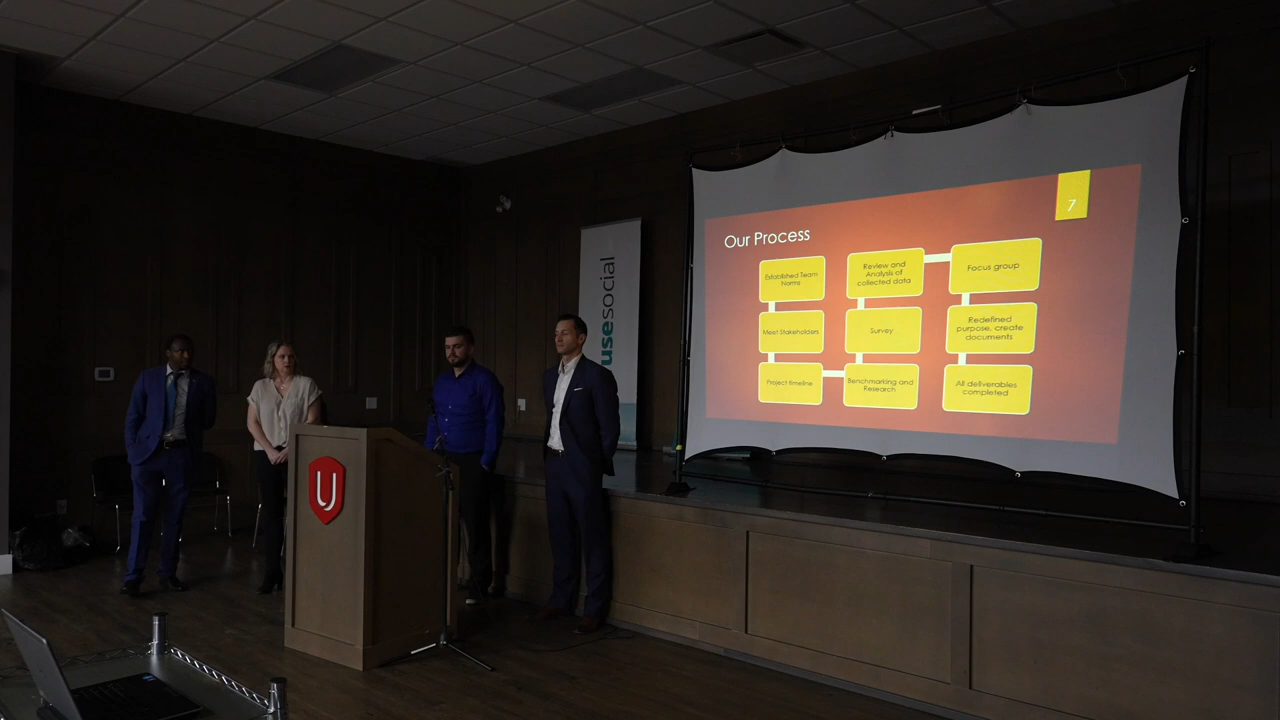 7
Our Process
Established Team
Norms
Meet Stakeholders
Project timeline
Review and
Analysis of
collected data
Survey
Benchmarking and
Research
Focus group
Redefined
purpose, create
documents
All deliverables
completed
usesocial
U